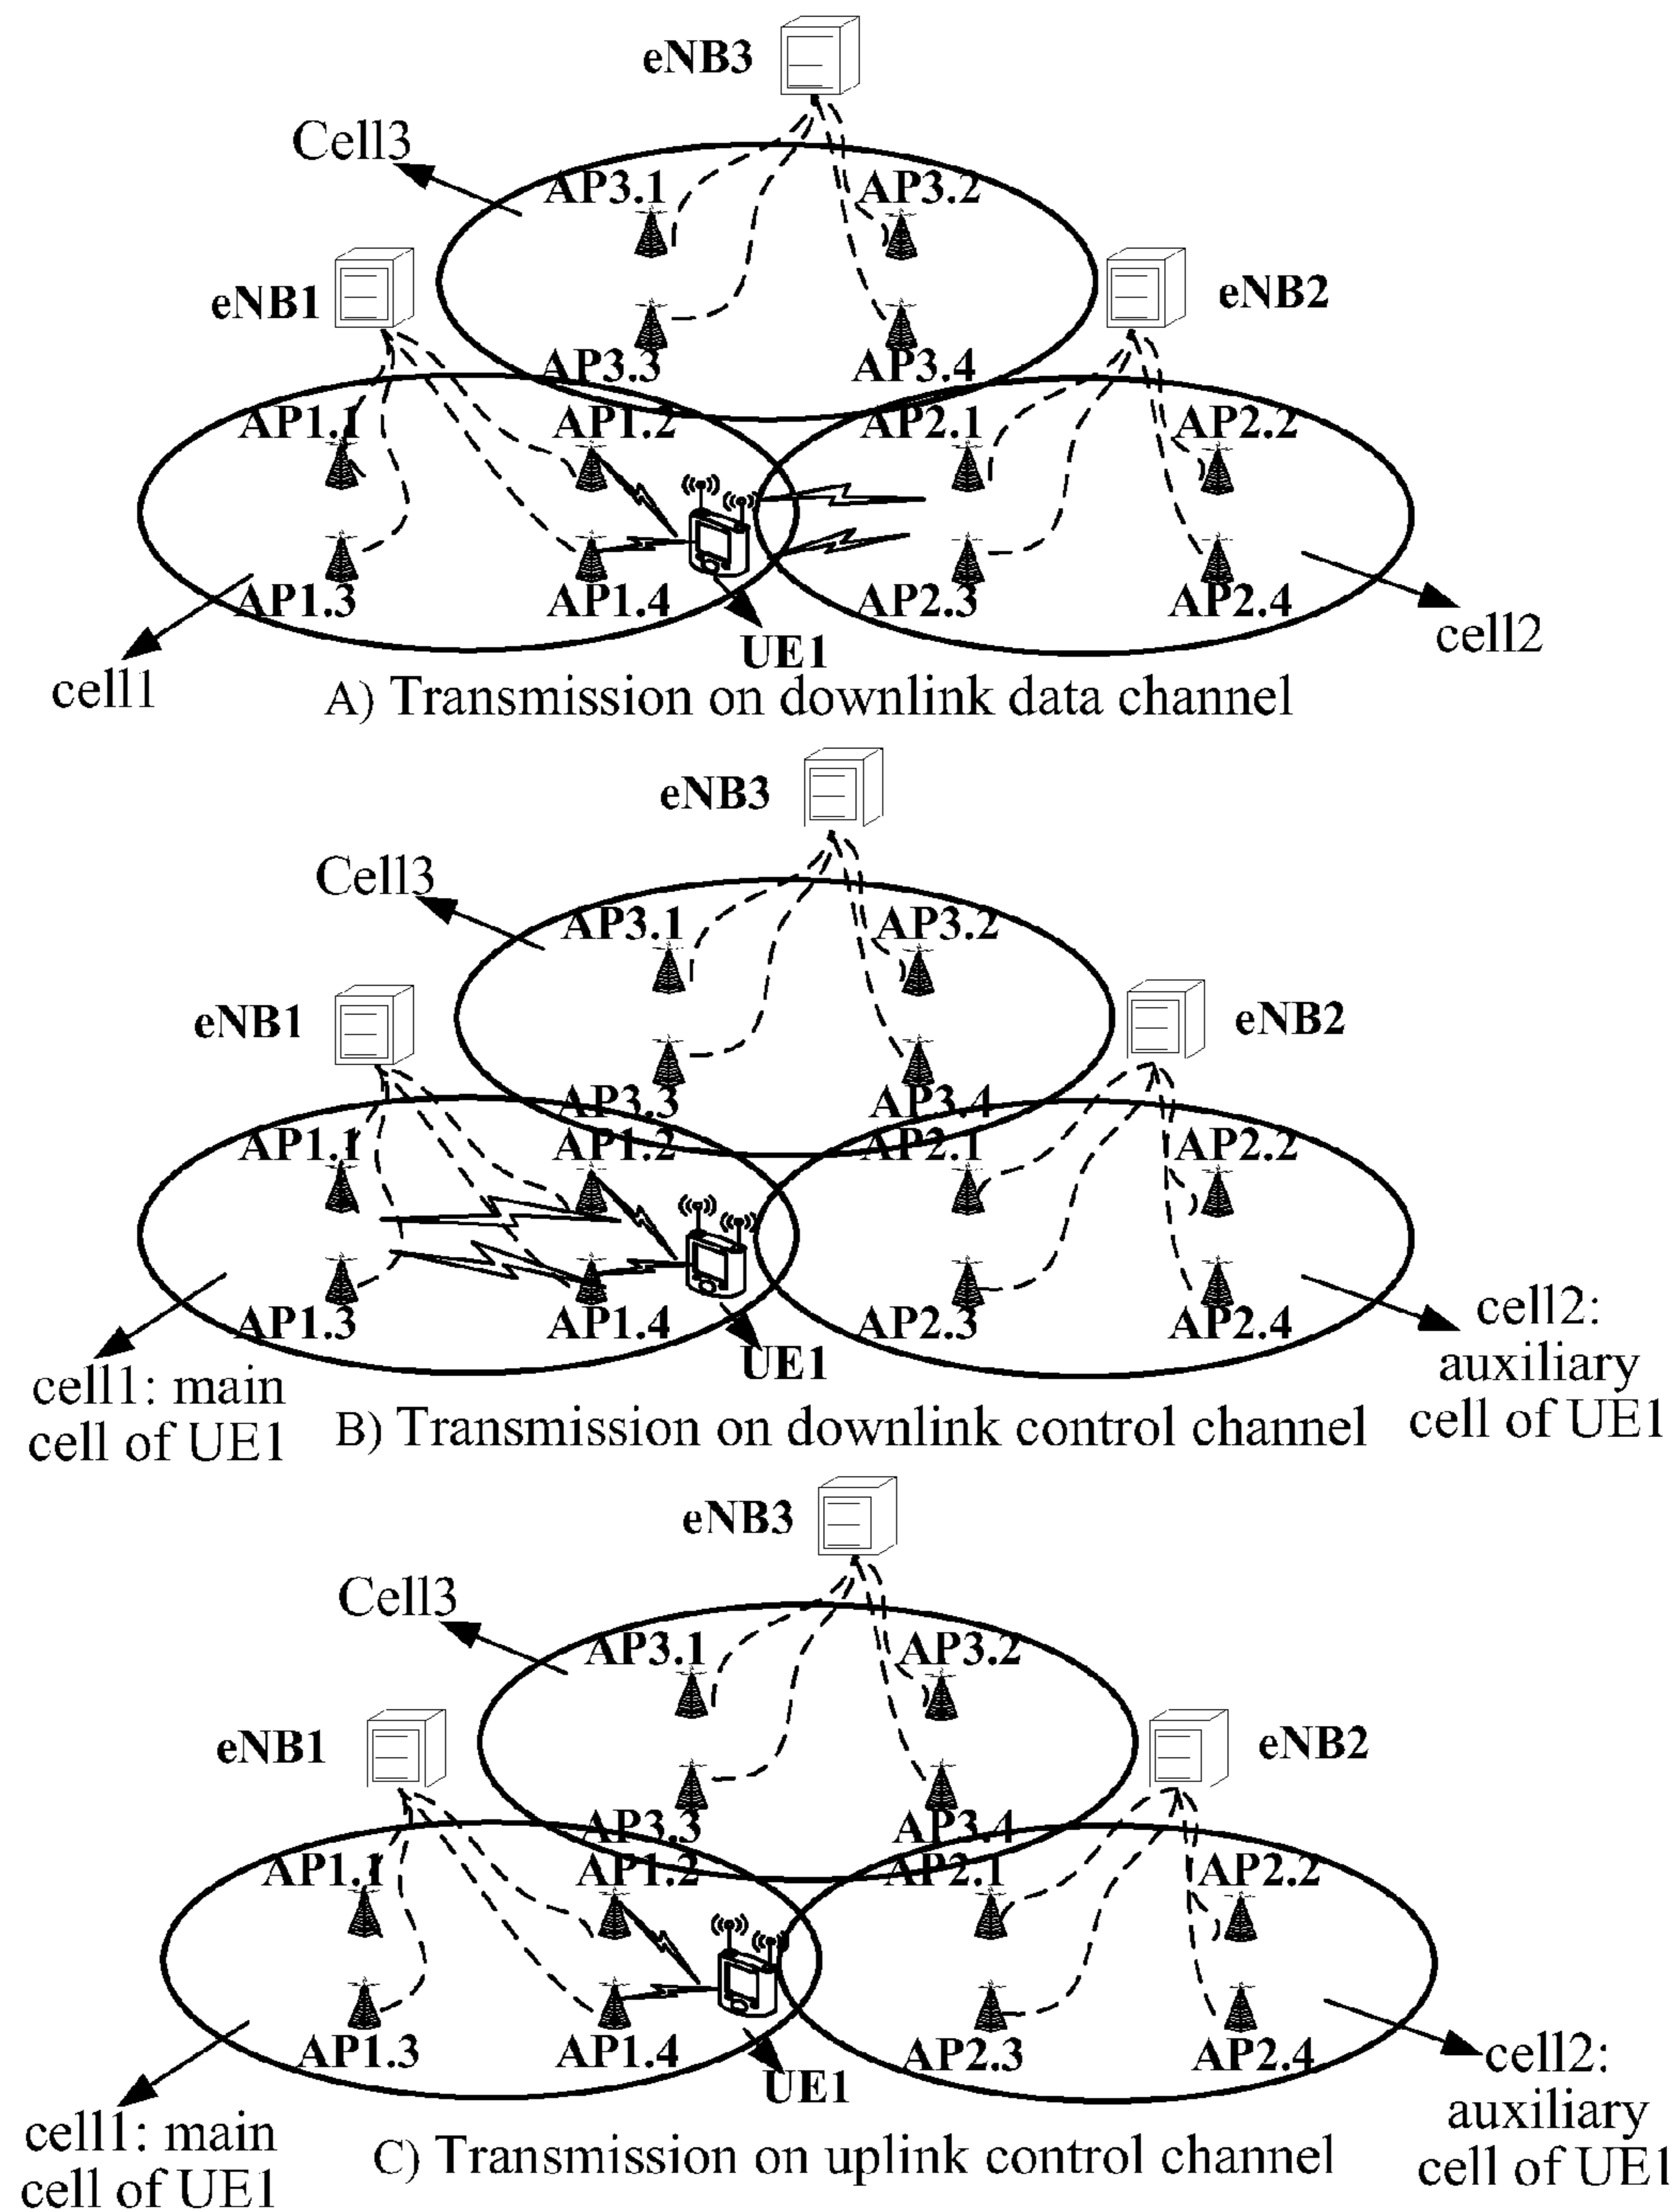 eNB3
Cell3
AP3.1 AP3.2
eNB1 eNB2
AP3.3 AP3.4
AP1.1 AP1.2 AP2.1 AP2.2
AP1.3 AP1.4 AP2.3 AP2.4
UE1
cell1 cell2
A) Transmission on downlink data channel
eNB3
Cell3
AP3.1 AP3.2
eNB1 eNB2
AP3.3 AP3.4
AP1.1 AP1.2 AP2.1 AP2.2
AP1.3 AP1.4 AP2.3 AP2.4
UE1
cell1: main
cell of UE1
cell2:
auxiliary
cell of UE1
B) Transmission on downlink control channel
eNB3
Cell3
AP3.1 AP3.2
eNB1 eNB2
AP3.3 AP3.4
AP1.1 AP1.2 AP2.1 AP2.2
AP1.3 AP1.4 AP2.3 AP2.4
UE1
cell1: main
cell of UE1
cell2:
auxiliary
cell of UE1
C) Transmission on uplink control channel